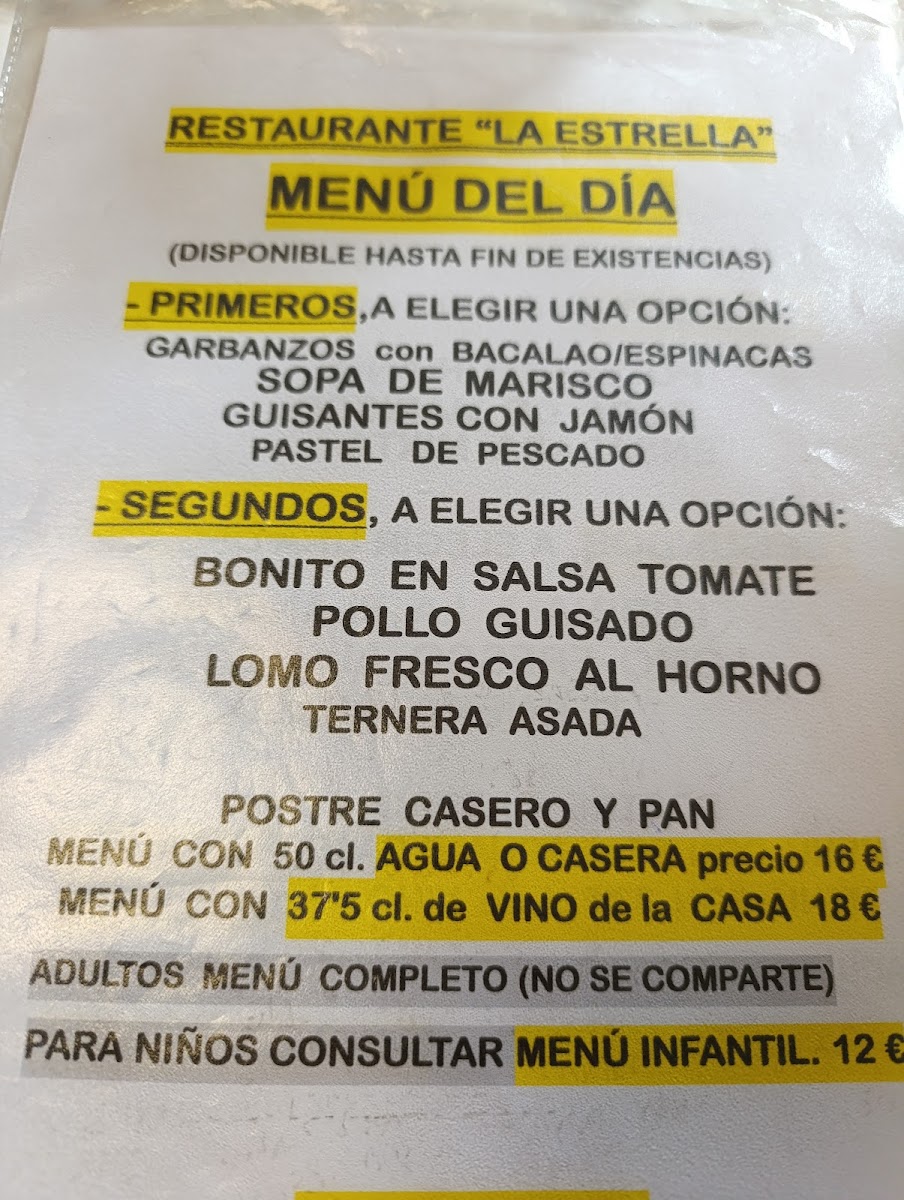 RESTAURANTE “LA ESTRELLA”
MENÚ DEL DÍA
(DISPONIBLE HASTA FIN DE EXISTENCIAS)
- PRIMEROS,A ELEGIR UNA OPCIÓN:
GARBANZOS con BACALAO/ESPINACAS
SOPA DE MARISCO
GUISANTES CON JAMÓN
PASTEL DE PESCADO
- SEGUNDOS, A ELEGIR UNA OPCIÓN:
BONITO EN SALSA TOMATE
POLLO GUISADO
LOMO FRESCO AL HORNO
TERNERA ASADA
POSTRE CASERO Y PAN
MENÚ CON 50 cl. AGUA O CASERA precio 16 €
MENÚ CON 37'5 cl. de VINO de la CASA 18 €
ADULTOS MENÚ COMPLETO (NO SE COMPARTE)
PARA NIÑOS CONSULTAR MENÚ INFANTIL. 12 €